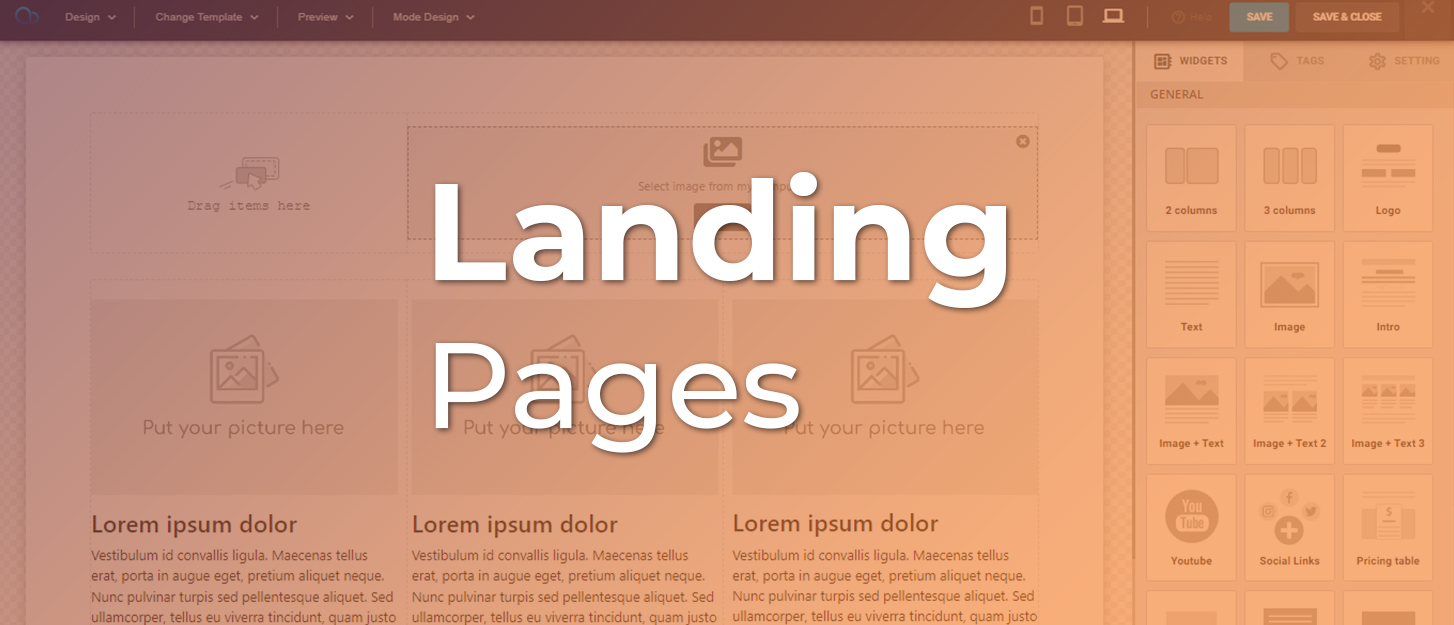 Design
Change Template
Preview
Mode Design
Help
SAVE
SAVE & CLOSE
WIDGETS
TAGS
SETTING
GENERAL
Drag items here
Select image from my
Landing
Pages
2 columns
3 columns
Logo
Text
Image
Intro
Put your picture here
Put your picture here
Put your picture here
Image + Text
Image + Text 2
Image + Text 3
You
Tube
Youtube
Social Links
$
Pricing table
Lorem ipsum dolor
Vestibulum id convallis ligula. Maecenas tellus
erat, porta in augue eget, pretium aliquet neque.
Nunc pulvinar turpis sed pellentesque aliquet. Sed
ullamcorper, tellus eu viverra tincidunt, quam justo
Lorem ipsum dolor
Vestibulum id convallis ligula. Maecenas tellus
erat, porta in augue eget, pretium aliquet neque.
Nunc pulvinar turpis sed pellentesque aliquet. Sed
ullamcorper, tellus eu viverra tincidunt, quam justo
Lorem ipsum dolor
Vestibulum id convallis ligula. Maecenas tellus
erat, porta in augue eget, pretium aliquet neque.
Nunc pulvinar turpis sed pellentesque aliquet. Sed
ullamcorper, tellus eu viverra tincidunt, quam justo